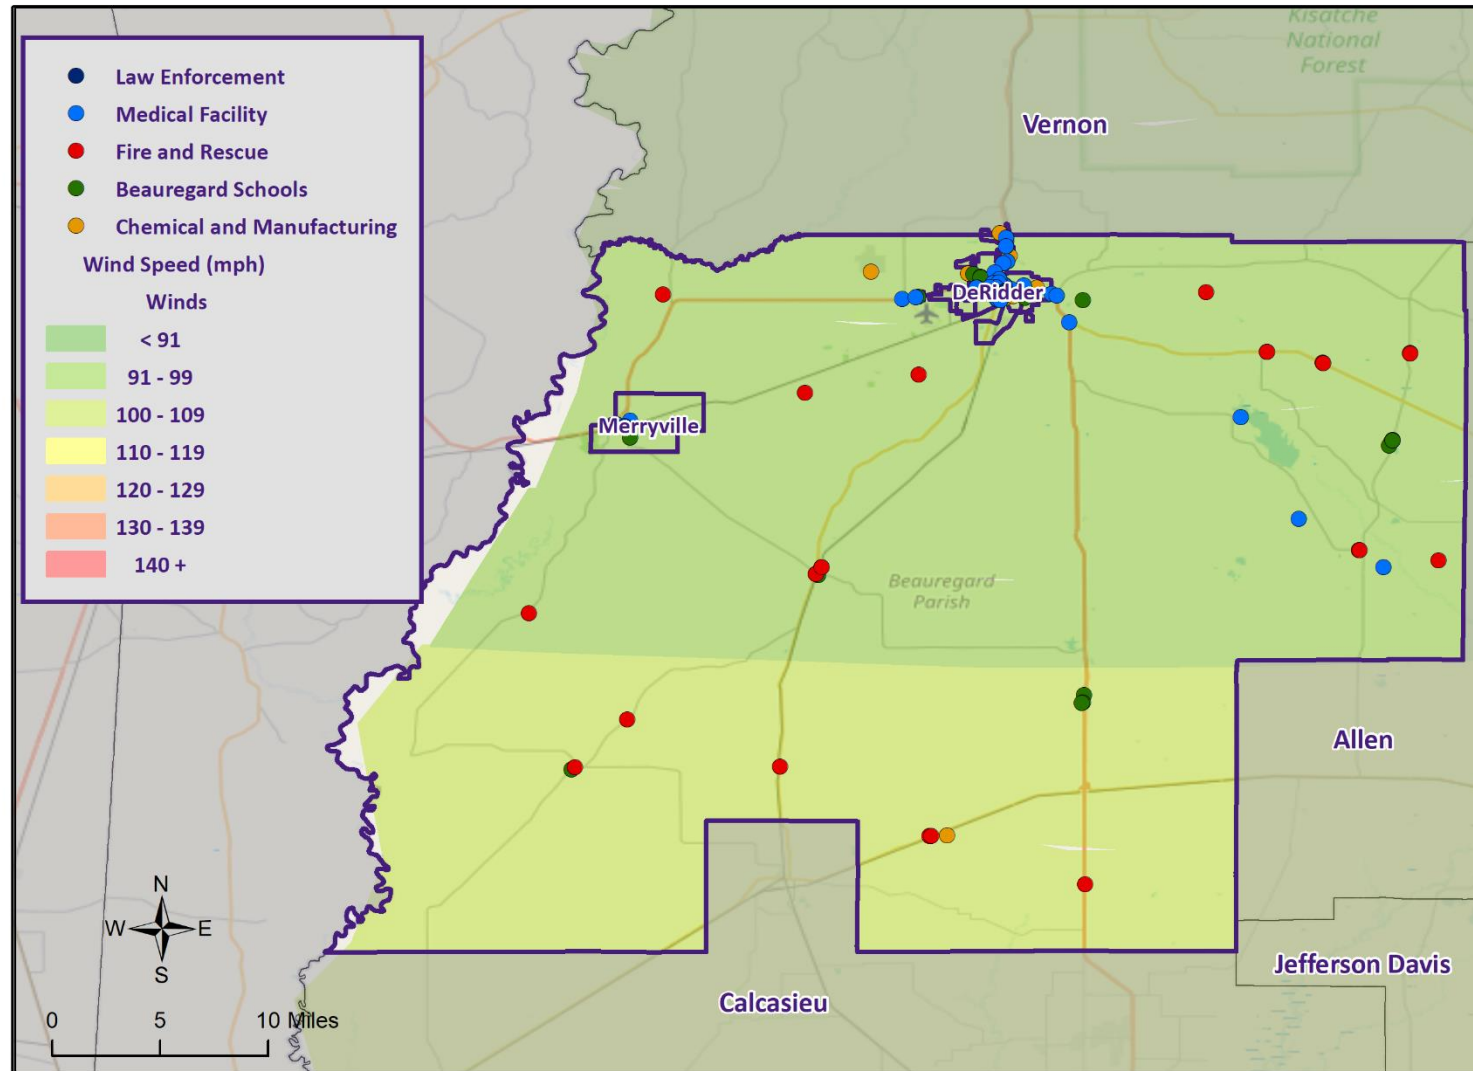 Law Enforcement
Medical Facility
Fire and Rescue
Beauregard Schools
Chemical and Manufacturing
Wind Speed (mph)
Winds
< 91
91 - 99
100 - 109
110 - 119
120 - 129
130 - 139
140 +
Kisatche
National
Forest
Vernon
DeRidder
Merryville
Beauregard
Parish
Allen
Jefferson Davis
Calcasieu
N
W E
S
0 5 10 Miles